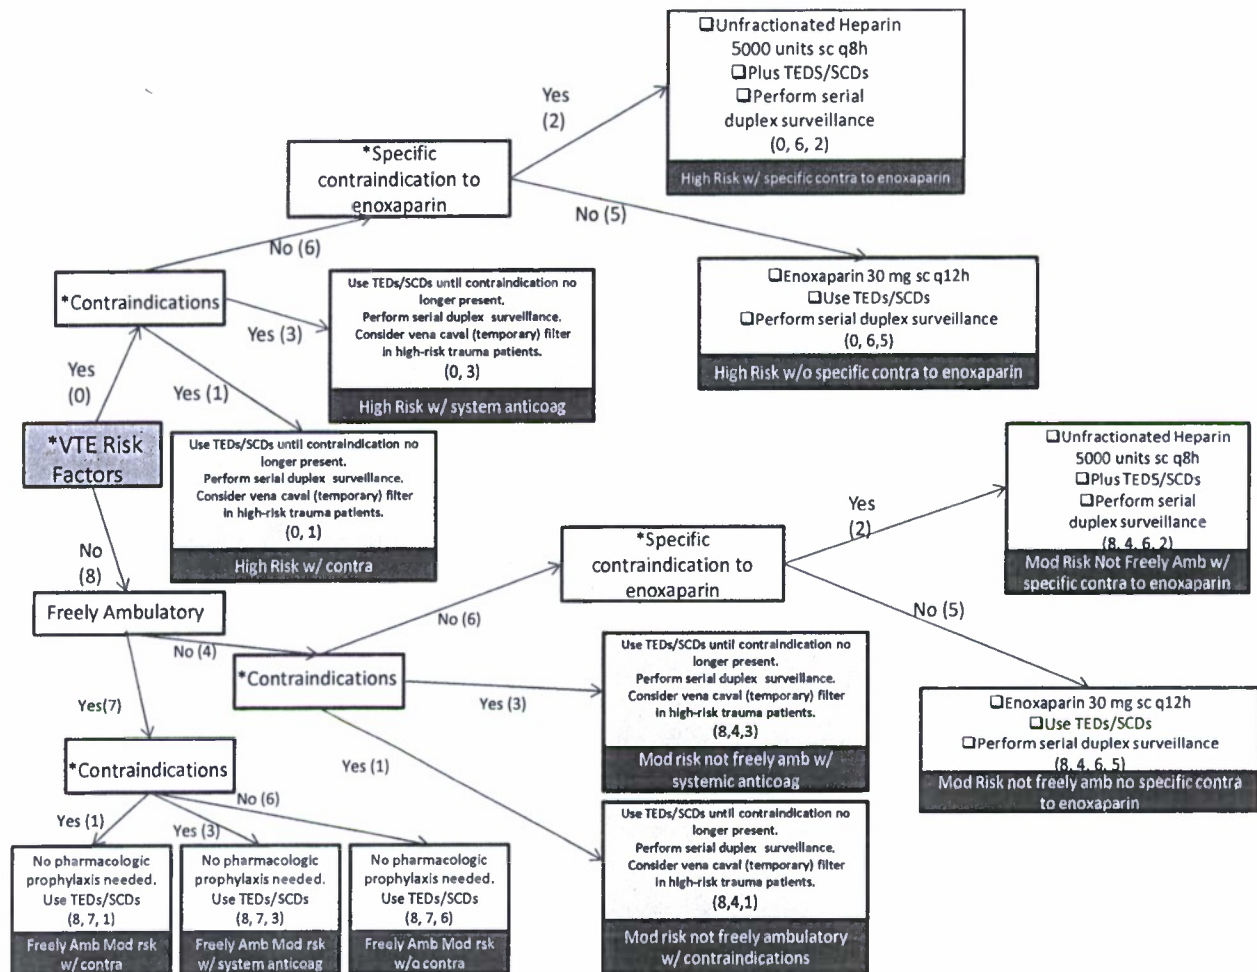 ❑Unfractionated Heparin
5000 units sc q8h
❑Plus TEDS/SCDs
❑Perform serial
duplex surveillance
(0, 6, 2)
High Risk w/ specific contra to enoxaparin
Yes
(2)
*Specific
contraindication to
enoxaparin
No (5)
No (6)
❑Enoxaparin 30 mg sc q12h
❑Use TEDs/SCDs
❑Perform serial duplex surveillance
(0, 6,5)
High Risk w/o specific contra to enoxaparin
*Contraindications
Yes (3)
Use TEDs/SCDs until contraindication no
longer present.
Perform serial duplex surveillance.
Consider vena caval (temporary) filter
in high-risk trauma patients.
(0, 3)
High Risk w/ system anticoag
Yes
(0)
Yes (1)
*VTE Risk
Factors
Use TEDs/SCDs until contraindication no
longer present.
Perform serial duplex surveillance.
Consider vena caval (temporary) filter
in high-risk trauma patients.
(0, 1)
High Risk w/ contra
No
(8)
Freely Ambulatory
No (4)
*Contraindications
No (6)
*Specific
contraindication to
enoxaparin
Yes
(2)
❑Unfractionated Heparin
5000 units sc q8h
❑Plus TEDS/SCDs
❑Perform serial
duplex surveillance
(8, 4, 6, 2)
Mod Risk Not Freely Amb w/
specific contra to enoxaparin
No (5)
❑Enoxaparin 30 mg sc q12h
❑Use TEDs/SCDs
❑Perform serial duplex surveillance
(8, 4, 6, 5)
Mod Risk not freely amb no specific contra
to enoxaparin
Yes (3)
Use TEDs/SCDs until contraindication no
longer present.
Perform serial duplex surveillance.
Consider vena caval (temporary) filter
in high-risk trauma patients.
(8,4,3)
Mod risk not freely amb w/
systemic anticoag
Yes (1)
Use TEDs/SCDs until contraindication no
longer present.
Perform serial duplex surveillance.
Consider vena caval (temporary) filter
in high-risk trauma patients.
(8,4,1)
Mod risk not freely ambulatory
w/ contraindications
Yes(7)
*Contraindications
Yes (1)
Yes (3)
No (6)
No pharmacologic
prophylaxis needed.
Use TEDs/SCDs
(8, 7, 1)
Freely Amb Mod rsk
w/ contra
No pharmacologic
prophylaxis needed.
Use TEDs/SCDs
(8, 7, 3)
Freely Amb Mod rsk
w/ system anticoag
No pharmacologic
prophylaxis needed.
Use TEDs/SCDs
(8, 7, 6)
Freely Amb Mod rsk
w/o contra